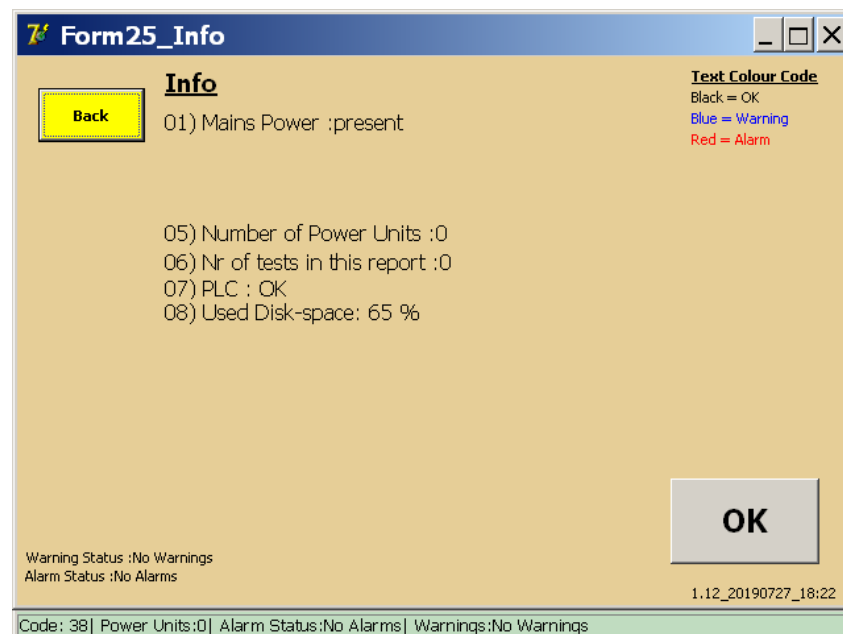 Form25_Info
Back
Info
01) Mains Power :present
Text Colour Code
Black = OK
Blue = Warning
Red = Alarm
05) Number of Power Units :0
06) Nr of tests in this report :0
07) PLC : OK
08) Used Disk-space: 65 %
OK
Warning Status :No Warnings
Alarm Status :No Alarms
1.12_20190727_18:22
Code: 38| Power Units:0| Alarm Status:No Alarms| Warnings:No Warnings